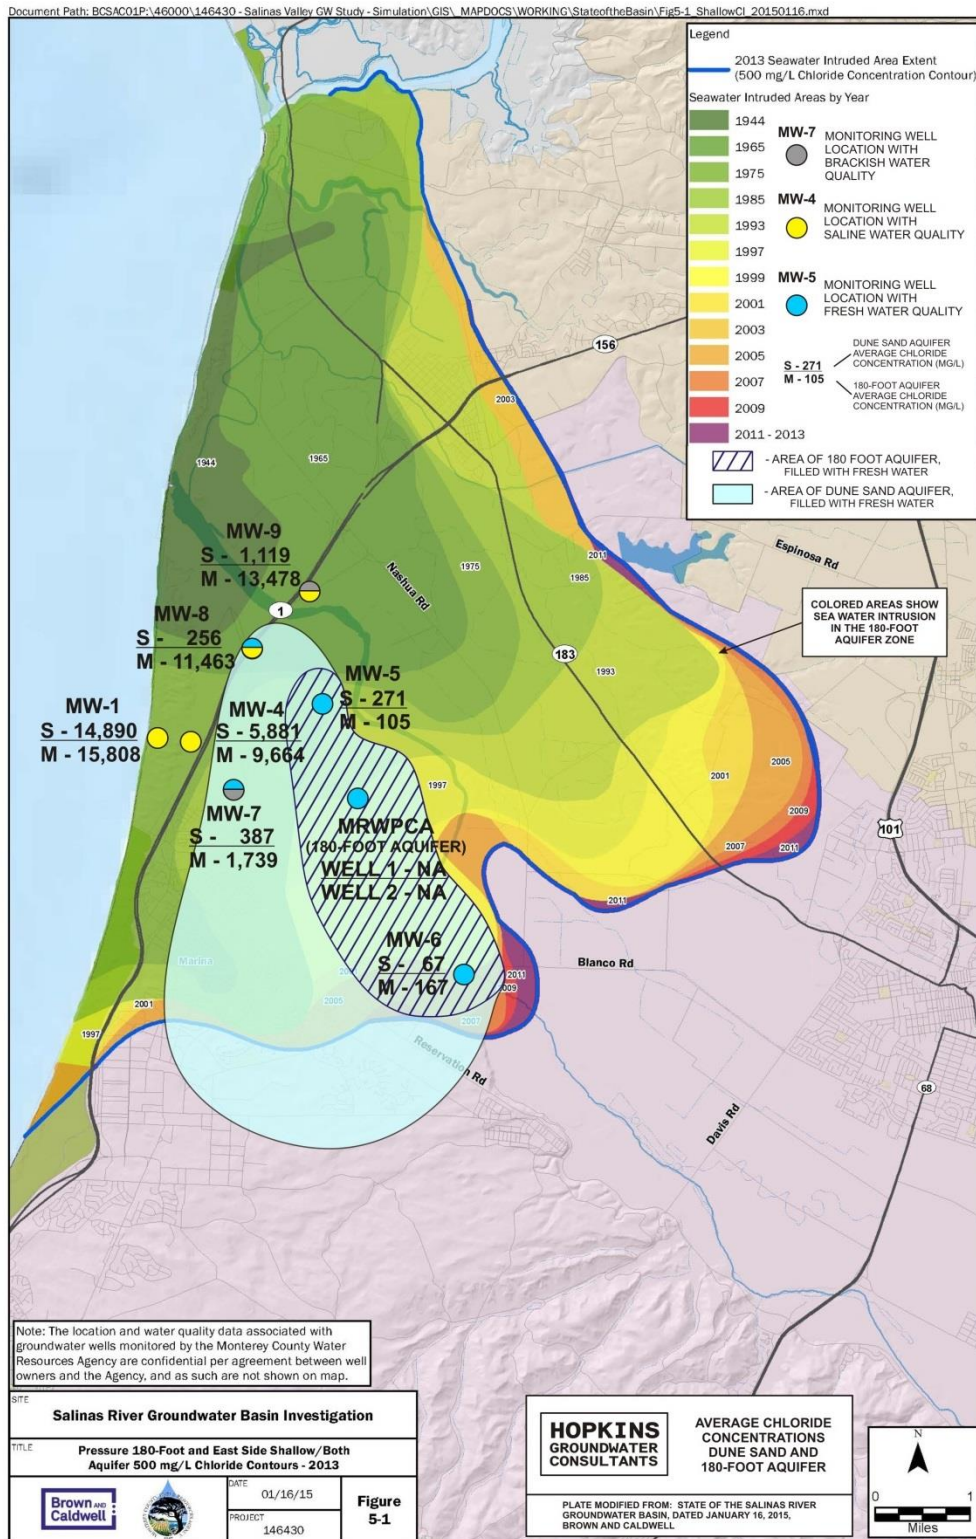 Document Path: BCSAC01P:\46000\146430 - Salinas Valley GW Study - Simulation\GIS\_MAPDOCS\WORKING\StateoftheBasin\Fig5-1_ShallowCl_20150116.mxd
Legend
2013 Seawater Intruded Area Extent
(500 mg/L Chloride Concentration Contour)
Seawater Intruded Areas by Year
1944
1965
1975
1985
1993
1997
1999
2001
2003
2005
2007
2009
2011 - 2013
MW-7
MONITORING WELL
LOCATION WITH
BRACKISH WATER
QUALITY
MW-4
MONITORING WELL
LOCATION WITH
SALINE WATER QUALITY
MW-5
MONITORING WELL
LOCATION WITH
FRESH WATER QUALITY
S - 271
M - 105
DUNE SAND AQUIFER
AVERAGE CHLORIDE
CONCENTRATION (MG/L)
180-FOOT AQUIFER
AVERAGE CHLORIDE
CONCENTRATION (MG/L)
- AREA OF 180 FOOT AQUIFER,
FILLED WITH FRESH WATER
- AREA OF DUNE SAND AQUIFER,
FILLED WITH FRESH WATER
156
2003
1944
1965
MW-9
S - 1,119
M - 13,478
Nashua Rd
1975
1985
2011
Espinosa Rd
COLORED AREAS SHOW
SEA WATER INTRUSION
IN THE 180-FOOT
AQUIFER ZONE
1
MW-8
S - 256
M - 11,463
183
1993
MW-5
S - 271
M - 105
MW-1
S - 14,890
M - 15,808
MW-4
S - 5,881
M - 9,664
1997
2001
2005
2009
2007
2011
101
MW-7
S - 387
M - 1,739
MRWPCA
(180-FOOT AQUIFER)
WELL 1 - NA
WELL 2 - NA
2011
MW-6
S - 67
M - 167
Marina
2011
2009
Blanco Rd
2001
2005
2007
1997
Reservation Rd
68
Davis Rd
Note: The location and water quality data associated with
groundwater wells monitored by the Monterey County Water
Resources Agency are confidential per agreement between well
owners and the Agency, and as such are not shown on map.
SITE
Salinas River Groundwater Basin Investigation
TITLE
Pressure 180-Foot and East Side Shallow/Both
Aquifer 500 mg/L Chloride Contours - 2013
Brown AND
Caldwell
DATE
01/16/15
PROJECT
146430
Figure
5-1
HOPKINS
GROUNDWATER
CONSULTANTS
AVERAGE CHLORIDE
CONCENTRATIONS
DUNE SAND AND
180-FOOT AQUIFER
PLATE MODIFIED FROM: STATE OF THE SALINAS RIVER
GROUNDWATER BASIN, DATED JANUARY 16, 2015,
BROWN AND CALDWELL
N
0 1
Miles